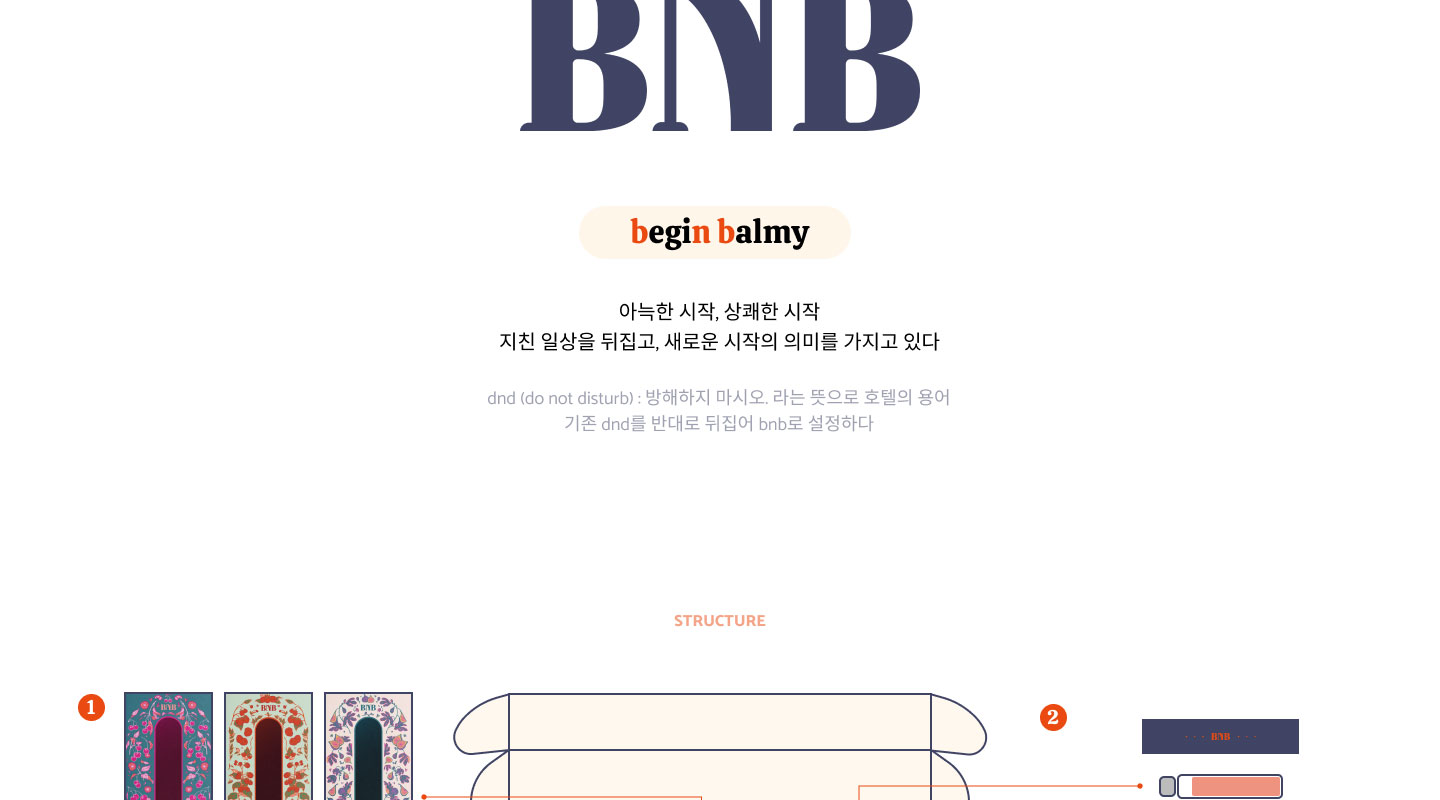 BNB
begin balmy
아늑한 시작, 상쾌한 시작
지친 일상을 뒤집고, 새로운 시작의 의미를 가지고 있다
dnd (do not disturb) : 방해하지 마시오. 라는 뜻으로 호텔의 용어
기존 dnd를 반대로 뒤집어 bnb로 설정하다
STRUCTURE
1
BNB
BNB
BNB
2
BNB